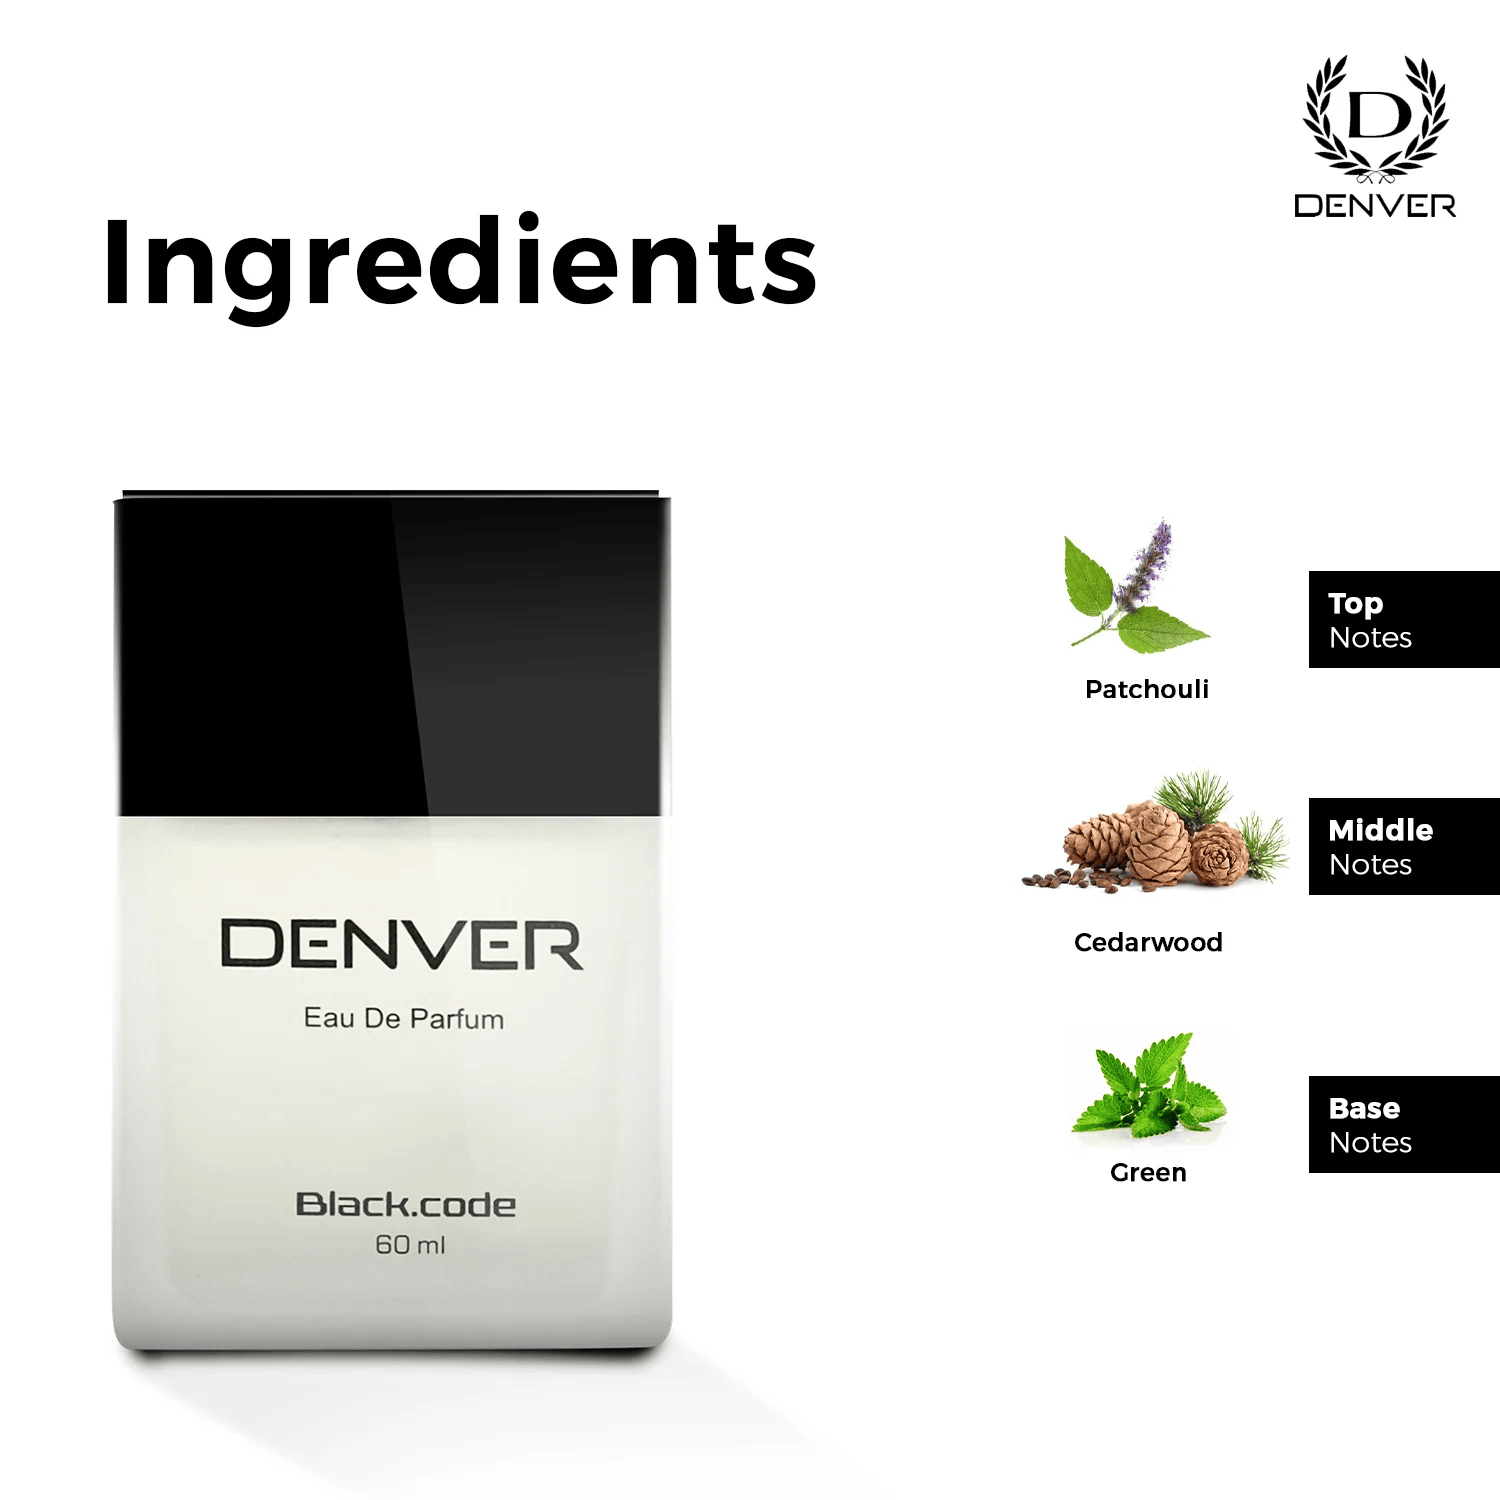 D
DENVER
Ingredients
DENVER
Eau De Parfum
Black.code
60 ml
Patchouli
Top
Notes
Cedarwood
Middle
Notes
Green
Base
Notes